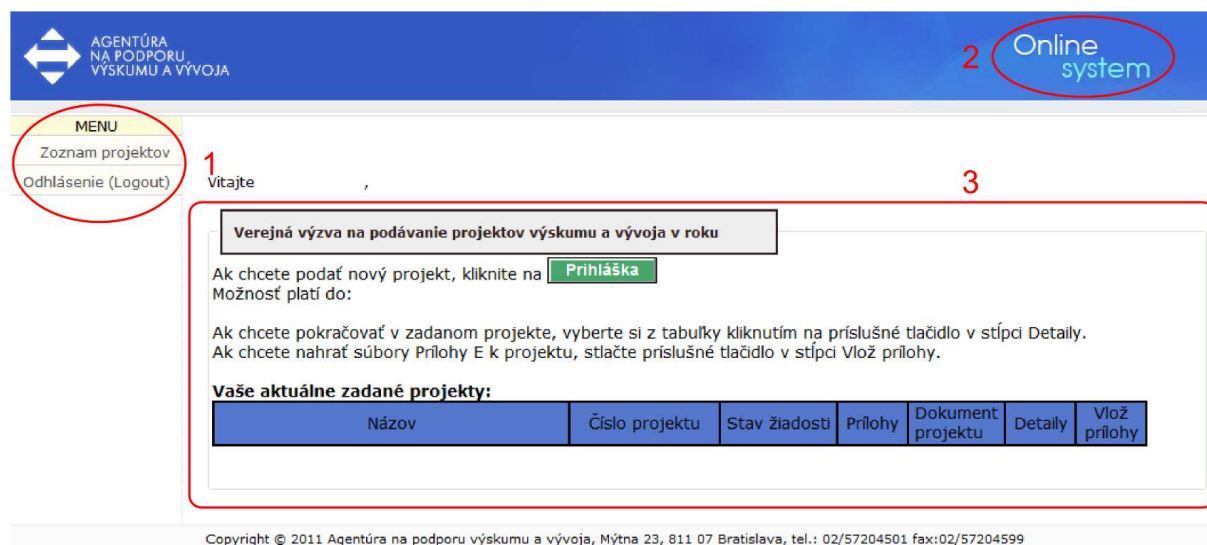 AGENTÚRA
NA PODPORU
VÝSKUMU A VÝVOJA
2
Online
system
MENU
Zoznam projektov
Odhlásenie (Logout)
1
Vitajte ,
3
Verejná výzva na podávanie projektov výskumu a vývoja v roku
Ak chcete podať nový projekt, kliknite na Prihláška
Možnosť platí do:
Ak chcete pokračovať v zadanom projekte, vyberte si z tabuľky kliknutím na príslušné tlačidlo v stĺpci Detaily.
Ak chcete nahrať súbory Prílohy E k projektu, stlačte príslušné tlačidlo v stĺpci Vlož prílohy.
Vaše aktuálne zadané projekty:
Názov Číslo projektu Stav žiadosti Prílohy Dokument projektu Detaily Vlož prílohy
Copyright © 2011 Agentúra na podporu výskumu a vývoja, Mýtna 23, 811 07 Bratislava, tel.: 02/57204501 fax:02/57204599